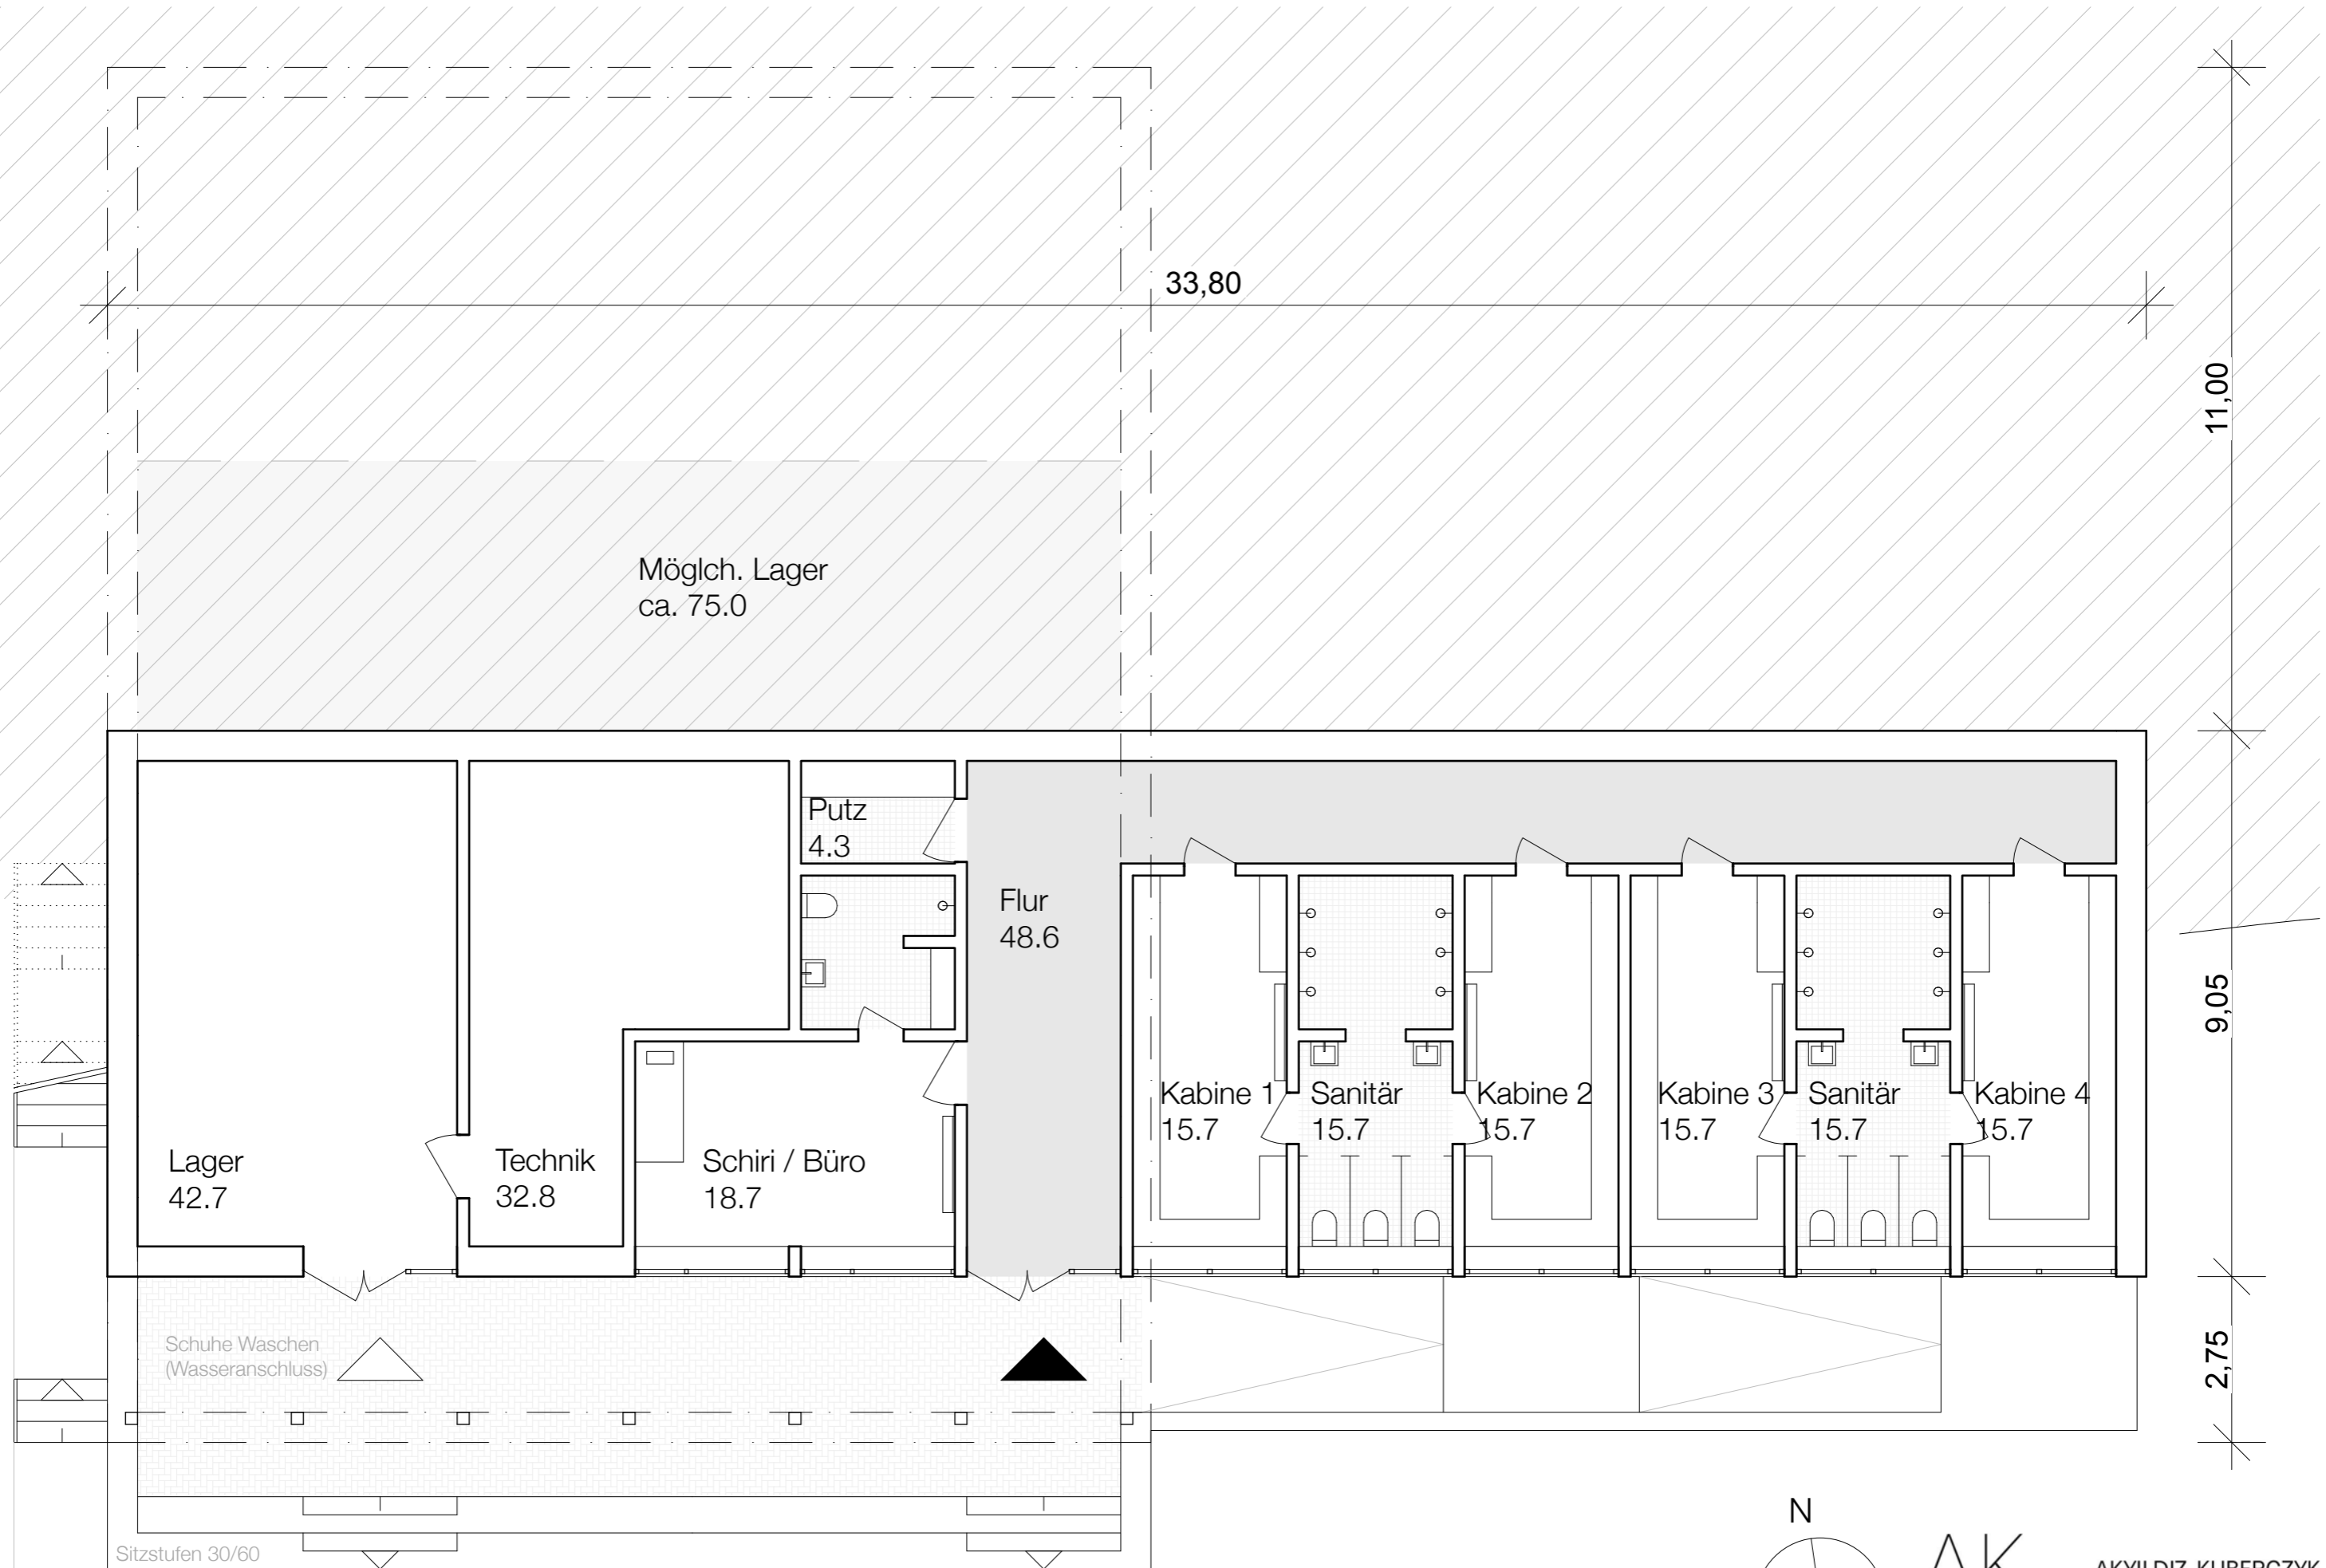 33,80
11,00
Möglch. Lager
ca. 75.0
Putz
4.3
Flur
48.6
9,05
Kabine 1
15.7
Sanitär
15.7
Kabine 2
15.7
Kabine 3
15.7
Sanitär
15.7
Kabine 4
15.7
Lager
42.7
Technik
32.8
Schiri / Büro
18.7
Schuhe Waschen
(Wasseranschluss)
2,75
N
Sitzstufen 30/60
AK
AKYILDIZ KUBERCZYK